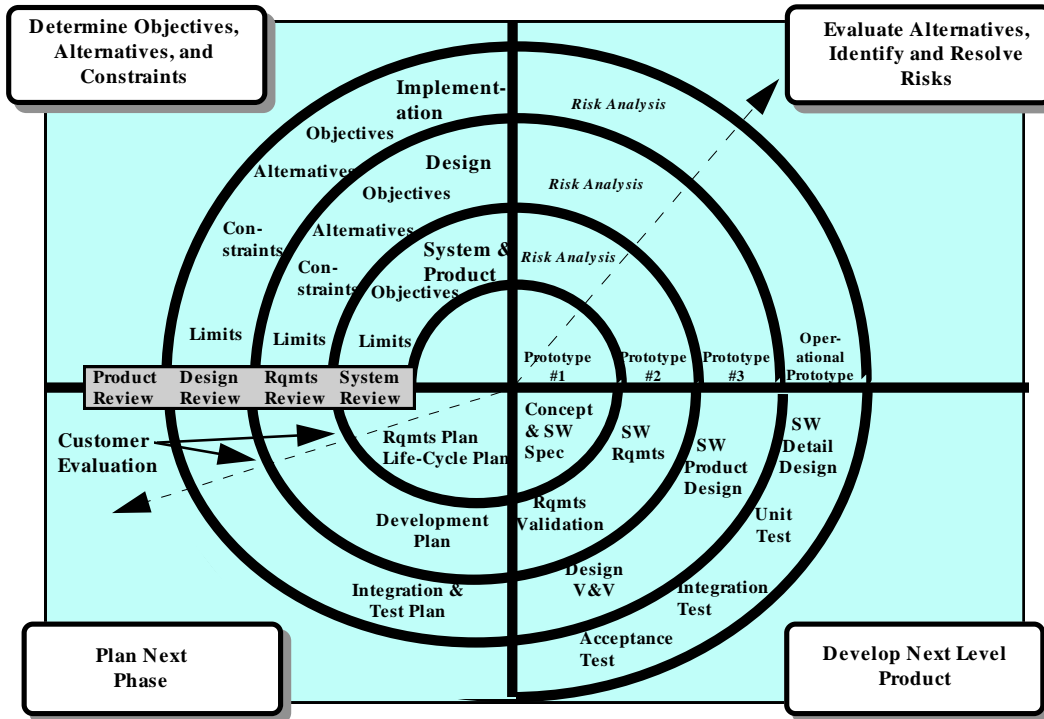 Determine Objectives,
Alternatives, and
Constraints
Evaluate Alternatives,
Identify and Resolve
Risks
Implement-
ation
Objectives
Alternatives
Con-
straints
Limits
Design
Objectives
Alternatives
Con-
straints
Limits
System &
Product
Objectives
Limits
Risk Analysis
Risk Analysis
Risk Analysis
Prototype
#1
Prototype
#2
Prototype
#3
Oper-
ational
Prototype
Product
Review
Design
Review
Rqmts
Review
System
Review
Customer
Evaluation
Rqmts Plan
Life-Cycle Plan
Development
Plan
Integration &
Test Plan
Concept
& SW
Spec
SW
Rqmts
SW
Product
Design
SW
Detail
Design
Rqmts
Validation
Design
V&V
Unit
Test
Integration
Test
Acceptance
Test
Plan Next
Phase
Develop Next Level
Product